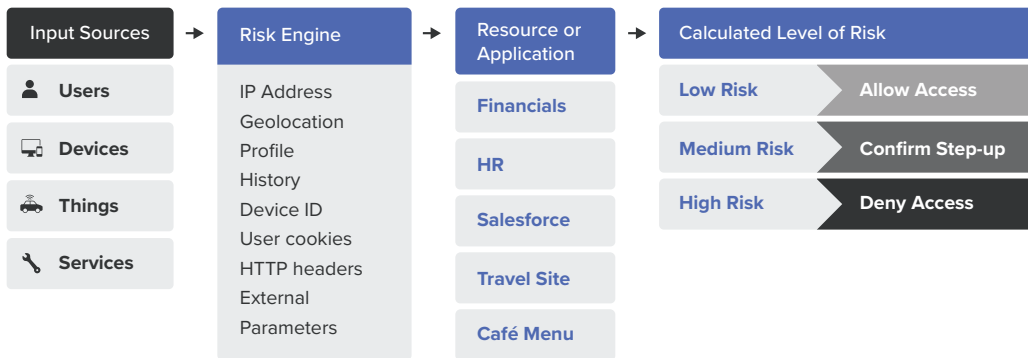 Input Sources
Users
Devices
Things
Services
Risk Engine
IP Address
Geolocation
Profile
History
Device ID
User cookies
HTTP headers
External
Parameters
Resource or
Application
Financials
HR
Salesforce
Travel Site
Café Menu
Calculated Level of Risk
Low Risk
Allow Access
Medium Risk
Confirm Step-up
High Risk
Deny Access